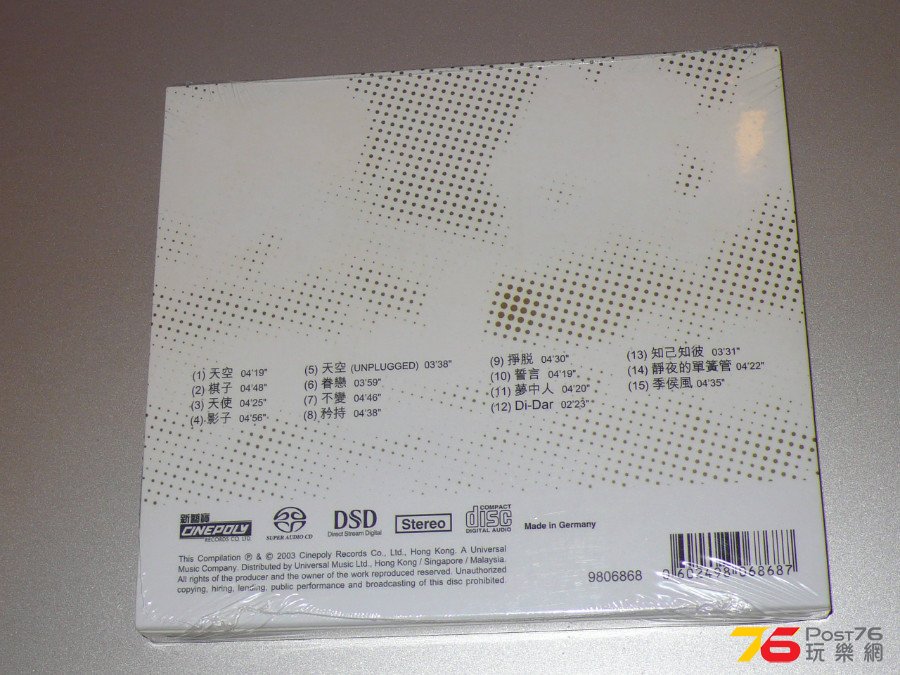 (1) 天空 04'19"
(2) 棋子 04'48"
(3) 天使 04'25"
(4) 影子 04'56"
(5) 天空 (UNPLUGGED) 03'38"
(6) 眷戀 03'59"
(7) 不變 04'46"
(8) 矜持 04'38"
(9) 掙脫 04'30"
(10) 誓言 04'19"
(11) 夢中人 04'20"
(12) Di-Dar 02'23"
(13) 知己知彼 03'31"
(14) 靜夜的單簧管 04'22"
(15) 季侯風 04'35"
新藝寶
CINEPOLY
RECORDS CO. LTD.
SUPER AUDIO CD
DSD
Direct Stream Digital
Stereo
COMPACT
disc
DIGITAL AUDIO
Made in Germany
This Compilation ℗ & © 2003 Cinepoly Records Co., Ltd., Hong Kong. A Universal
Music Company. Distributed by Universal Music Ltd., Hong Kong / Singapore / Malaysia.
All rights of the producer and the owner of the work reproduced reserved. Unauthorized
copying, hiring, lending, public performance and broadcasting of this disc prohibited.
9806868
0 602498 068687
76 Post76
玩樂網